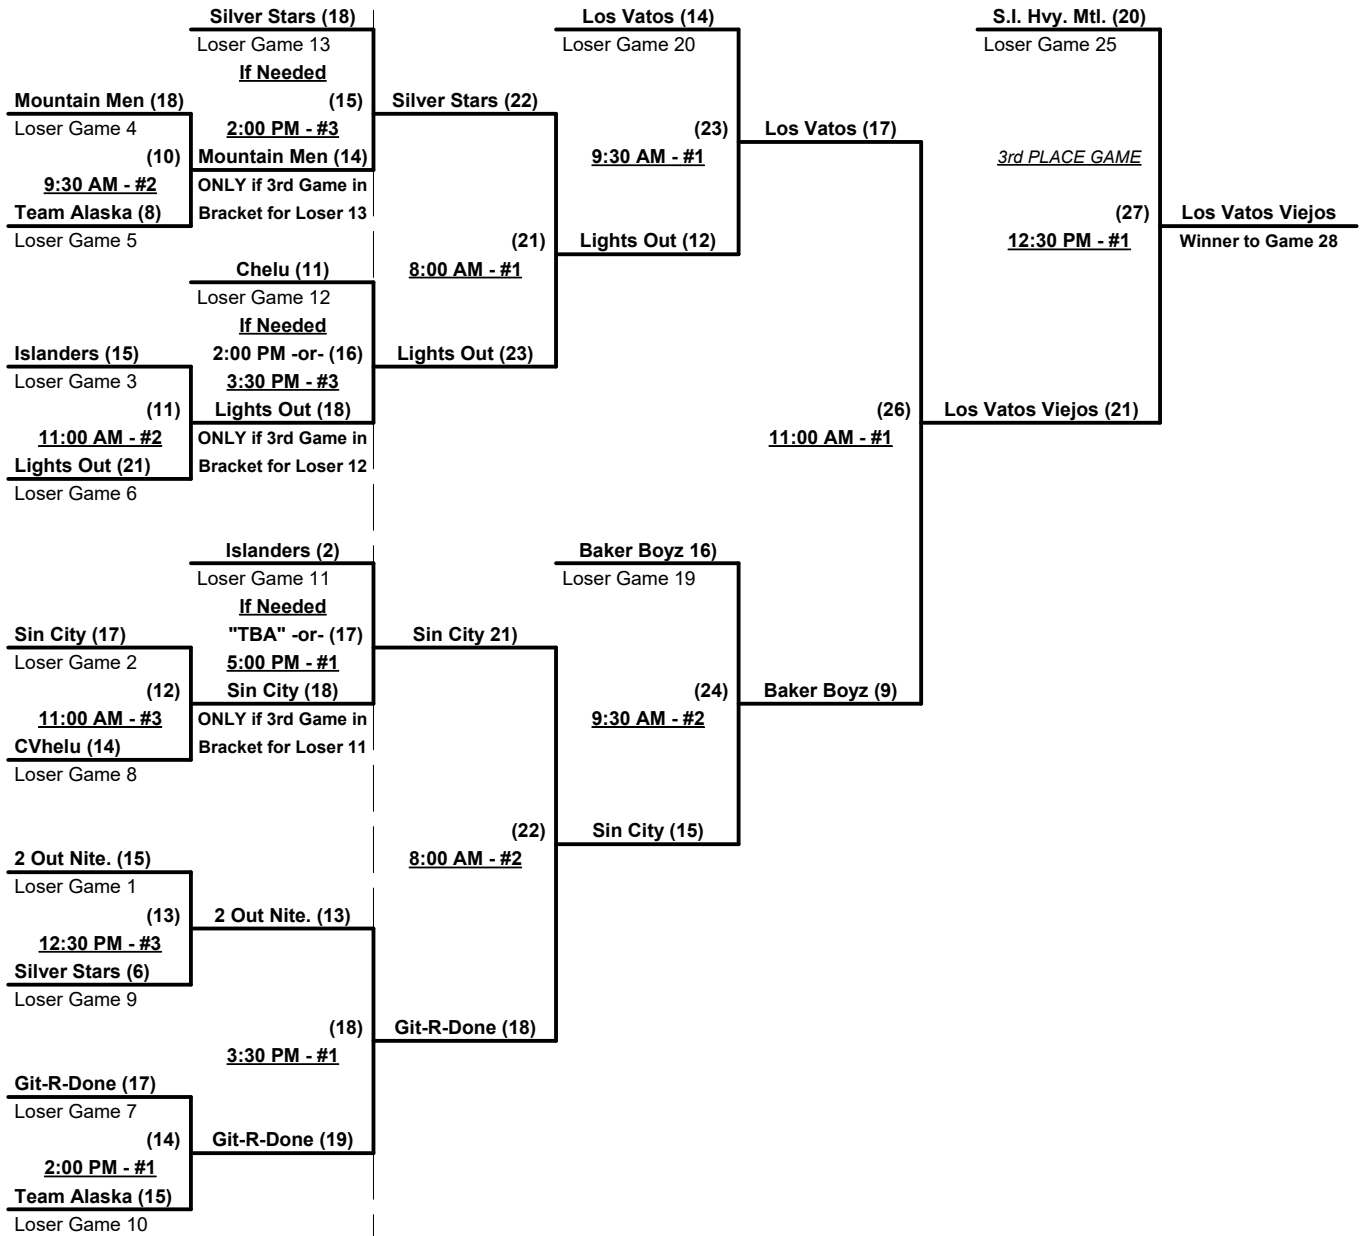 Silver Stars (18)
Loser Game 13
If Needed
Mountain Men (18)
Loser Game 4
(10)
9:30 AM - #2
Team Alaska (8)
Loser Game 5
(15)
2:00 PM - #3
Mountain Men (14)
ONLY if 3rd Game in
Bracket for Loser 13
Silver Stars (22)
Chelu (11)
Loser Game 12
If Needed
2:00 PM -or- (16)
3:30 PM - #3
Lights Out (18)
ONLY if 3rd Game in
Bracket for Loser 12
Islanders (15)
Loser Game 3
(11)
11:00 AM - #2
Lights Out (21)
Loser Game 6
Lights Out (23)
(21)
8:00 AM - #1
Los Vatos (14)
Loser Game 20
(23)
9:30 AM - #1
Lights Out (12)
Los Vatos (17)
Islanders (2)
Loser Game 11
If Needed
"TBA" -or- (17)
5:00 PM - #1
Sin City (18)
ONLY if 3rd Game in
Bracket for Loser 11
Sin City (17)
Loser Game 2
(12)
11:00 AM - #3
CVhelu (14)
Loser Game 8
Sin City 21)
2 Out Nite. (15)
Loser Game 1
(13)
12:30 PM - #3
Silver Stars (6)
Loser Game 9
2 Out Nite. (13)
(18)
3:30 PM - #1
Git-R-Done (17)
Loser Game 7
(14)
2:00 PM - #1
Team Alaska (15)
Loser Game 10
Git-R-Done (19)
Git-R-Done (18)
(22)
8:00 AM - #2
Baker Boyz 16)
Loser Game 19
(24)
9:30 AM - #2
Sin City (15)
Baker Boyz (9)
(26)
11:00 AM - #1
S.I. Hvy. Mtl. (20)
Loser Game 25
3rd PLACE GAME
(27)
12:30 PM - #1
Los Vatos Viejos (21)
Los Vatos Viejos
Winner to Game 28